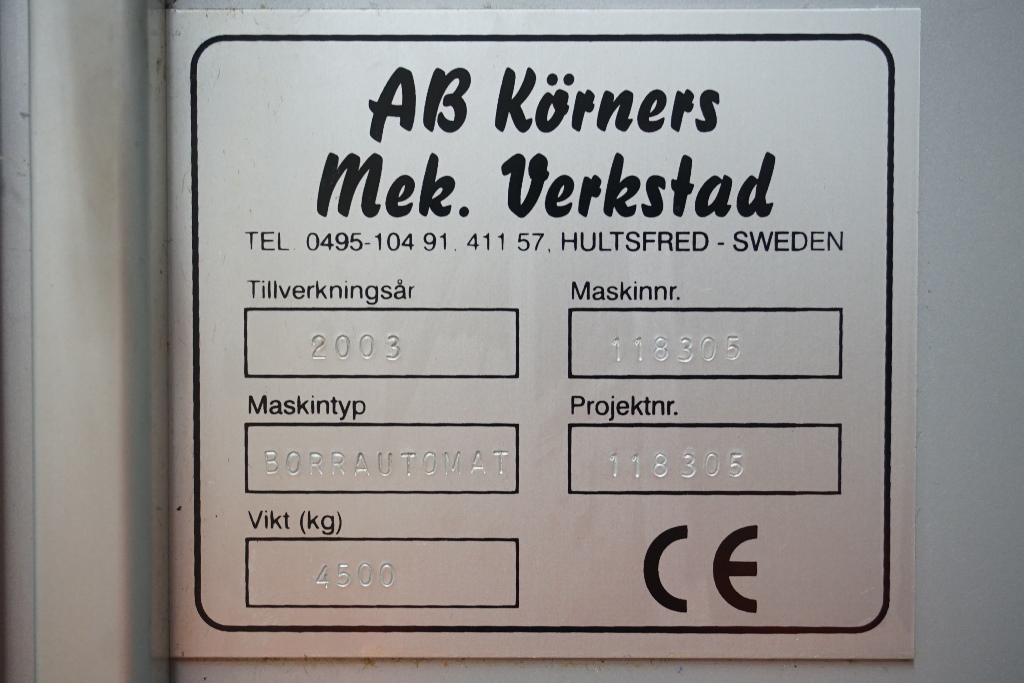 AB Körners
Mek. Verkstad
TEL. 0495-104 91, 411 57, HULTSFRED - SWEDEN
Tillverkningsår Maskinnr.
2003 118305
Maskintyp Projektnr.
BORRAUTOMAT 118305
Vikt (kg)
4500 CE